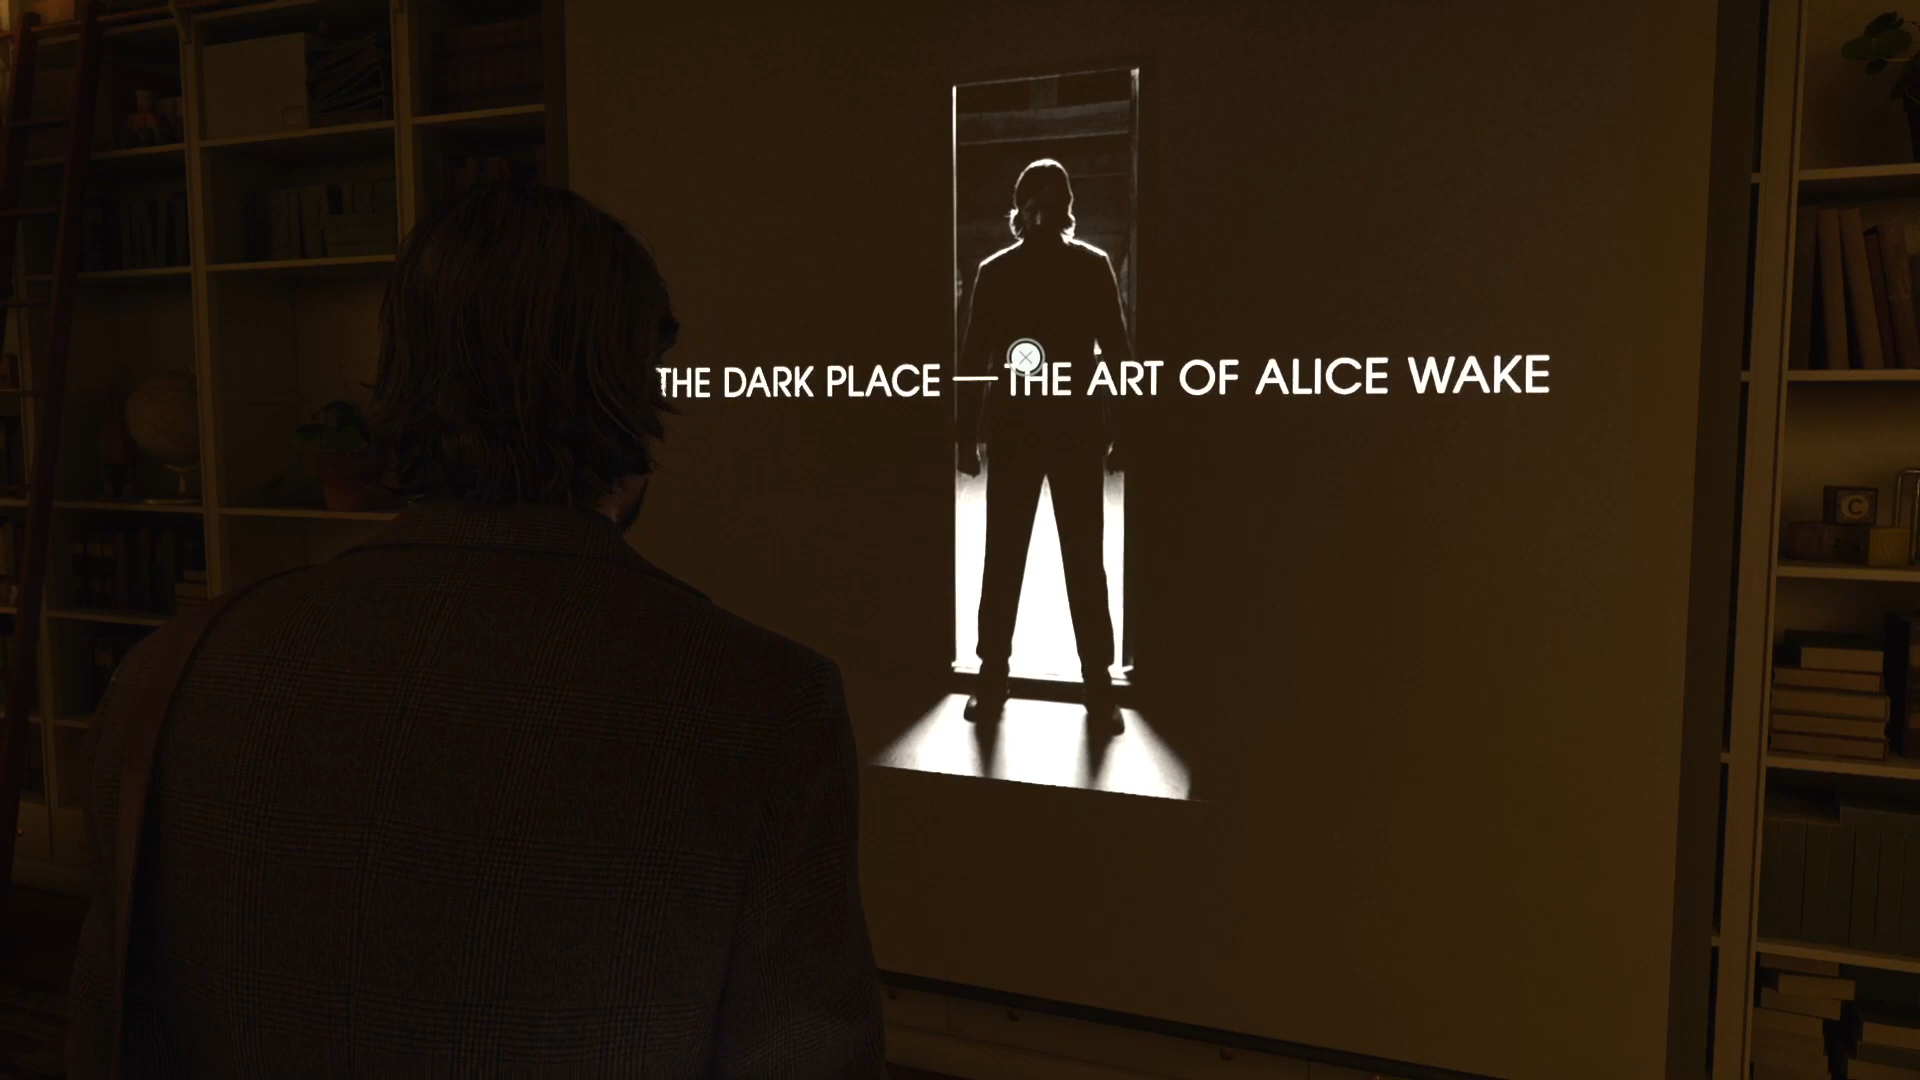 THE DARK PLACE — THE ART OF ALICE WAKE
C